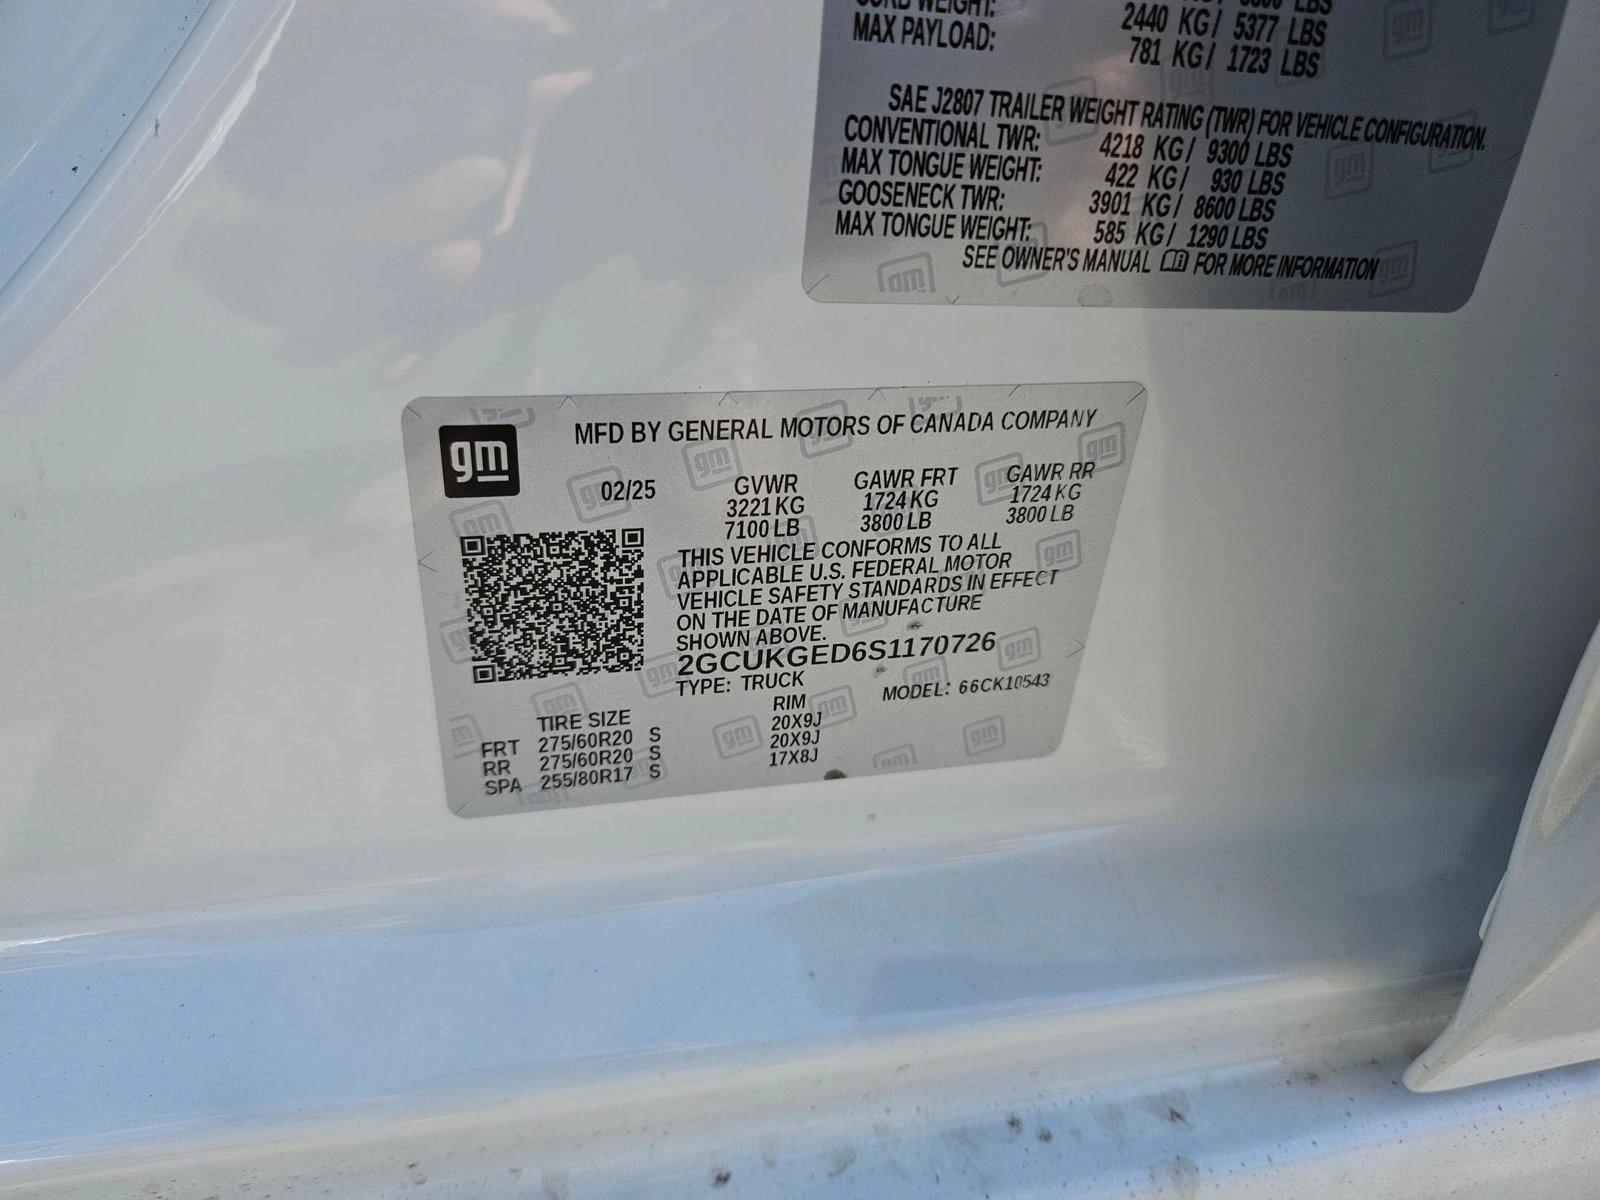 CURB WEIGHT:
2440 KG/ 5377 LBS
MAX PAYLOAD: 781 KG/ 1723 LBS
SAE J2807 TRAILER WEIGHT RATING (TWR) FOR VEHICLE CONFIGURATION.
CONVENTIONAL TWR: 4218 KG/ 9300 LBS
MAX TONGUE WEIGHT: 422 KG/ 930 LBS
GOOSENECK TWR: 3901 KG/ 8600 LBS
MAX TONGUE WEIGHT: 585 KG/ 1290 LBS
SEE OWNER'S MANUAL FOR MORE INFORMATION
gm
MFD BY GENERAL MOTORS OF CANADA COMPANY
02/25 GVWR GAWR FRT GAWR RR
3221 KG 1724 KG 1724 KG
7100 LB 3800 LB 3800 LB
THIS VEHICLE CONFORMS TO ALL
APPLICABLE U.S. FEDERAL MOTOR
VEHICLE SAFETY STANDARDS IN EFFECT
ON THE DATE OF MANUFACTURE
SHOWN ABOVE.
2GCUKGED6S1170726
TYPE: TRUCK MODEL: 66CK10543
TIRE SIZE RIM
FRT 275/60R20 S 20X9J
RR 275/60R20 S 20X9J
SPA 255/80R17 S 17X8J